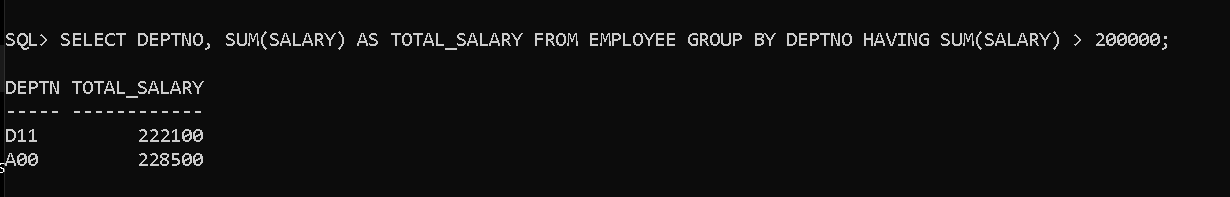 SQL> SELECT DEPTNO, SUM(SALARY) AS TOTAL_SALARY FROM EMPLOYEE GROUP BY DEPTNO HAVING SUM(SALARY) > 200000;
DEPTN TOTAL_SALARY
----- ------------
D11 222100
A00 228500